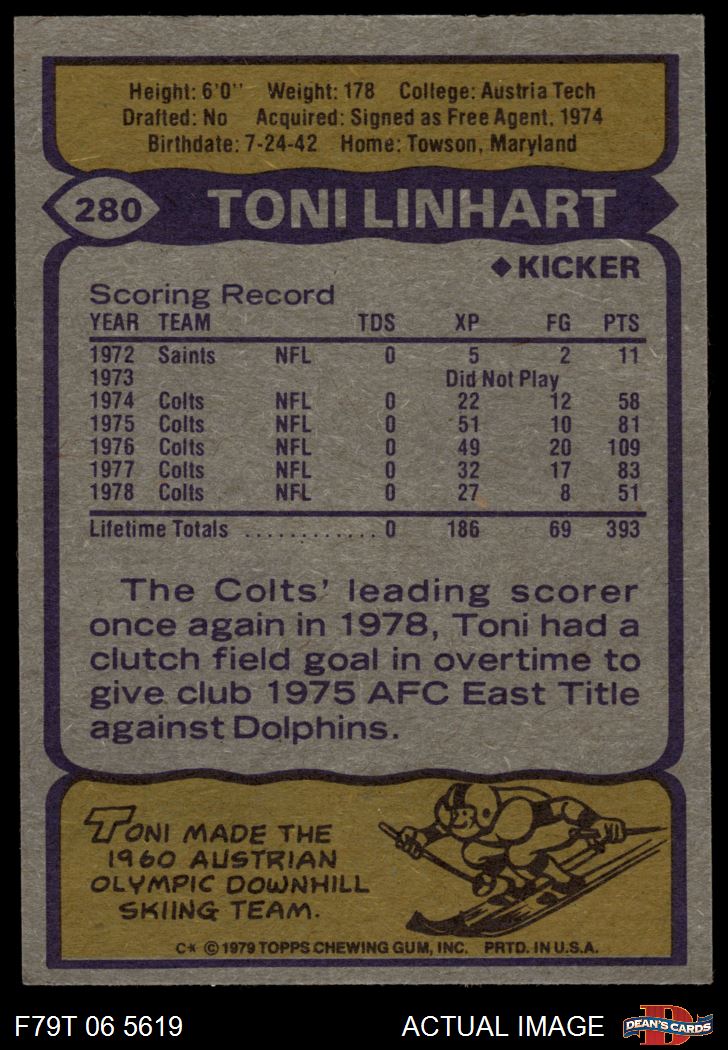 Height: 6'0" Weight: 178 College: Austria Tech
Drafted: No Acquired: Signed as Free Agent, 1974
Birthdate: 7-24-42 Home: Towson, Maryland
280 TONI LINHART
◆KICKER
Scoring Record
YEAR TEAM TDS XP FG PTS
1972 Saints NFL 0 5 2 11
1973 Did Not Play
1974 Colts NFL 0 22 12 58
1975 Colts NFL 0 51 10 81
1976 Colts NFL 0 49 20 109
1977 Colts NFL 0 32 17 83
1978 Colts NFL 0 27 8 51
Lifetime Totals ............ 0 186 69 393
The Colts' leading scorer
once again in 1978, Toni had a
clutch field goal in overtime to
give club 1975 AFC East Title
against Dolphins.
TONI MADE THE
1960 AUSTRIAN
OLYMPIC DOWNHILL
SKIING TEAM.
C* © 1979 TOPPS CHEWING GUM, INC. PRTD. IN U.S.A.
F79T 06 5619 ACTUAL IMAGE D DEAN'S CARDS